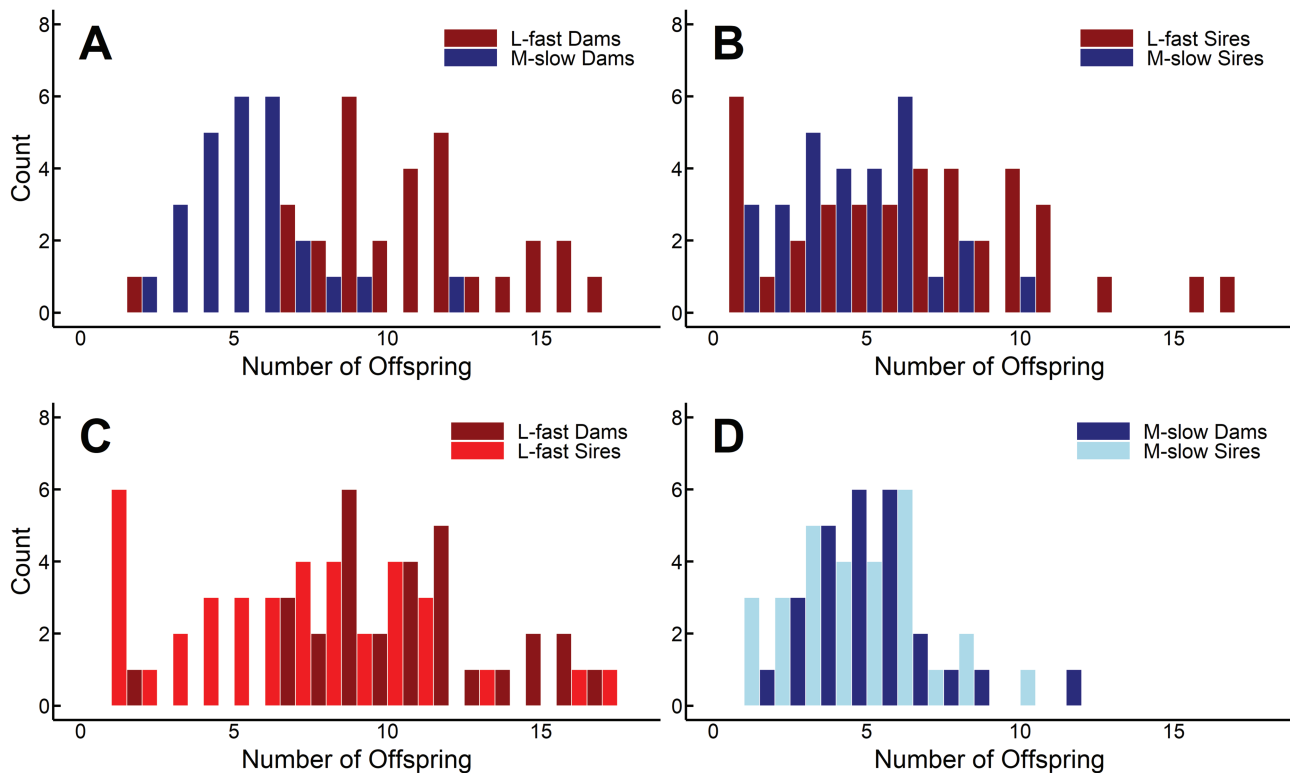 A
L-fast Dams
M-slow Dams
8
6
4
2
0
Count
0 5 10 15
Number of Offspring
B
L-fast Sires
M-slow Sires
8
6
4
2
0
0 5 10 15
Number of Offspring
C
L-fast Dams
L-fast Sires
8
6
4
2
0
Count
0 5 10 15
Number of Offspring
D
M-slow Dams
M-slow Sires
8
6
4
2
0
0 5 10 15
Number of Offspring